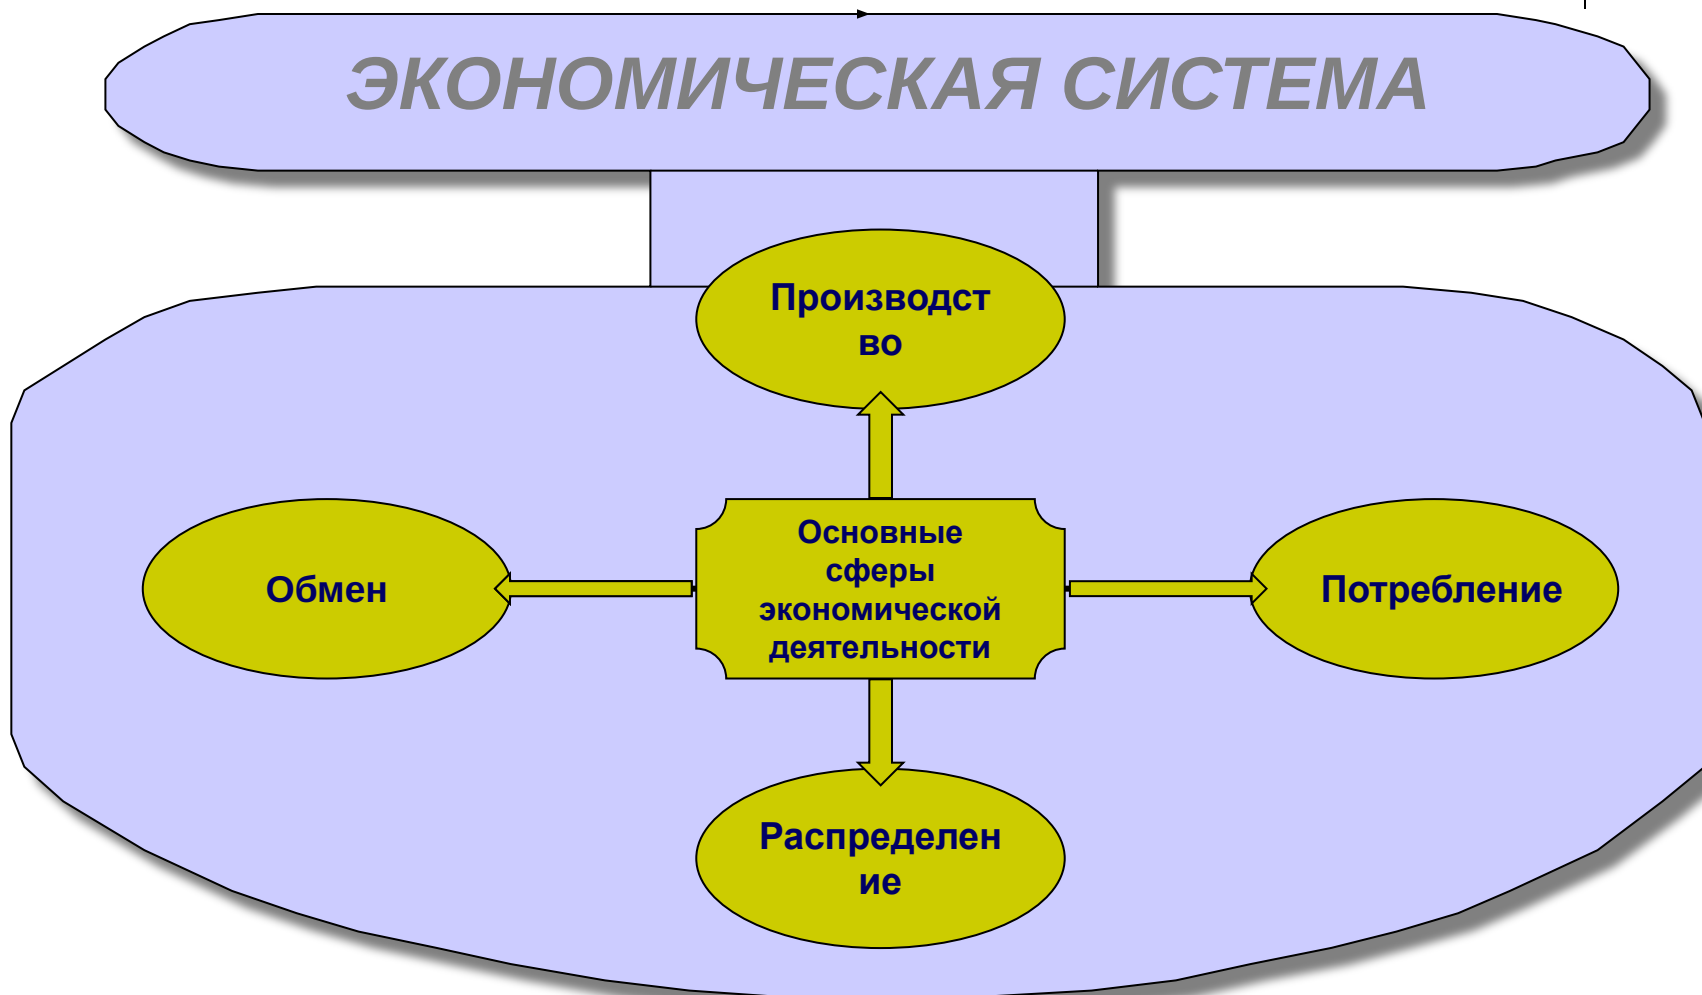 ЭКОНОМИЧЕСКАЯ СИСТЕМА
Производст
во
Обмен
Основные
сферы
экономической
деятельности
Потребление
Распределен
ие